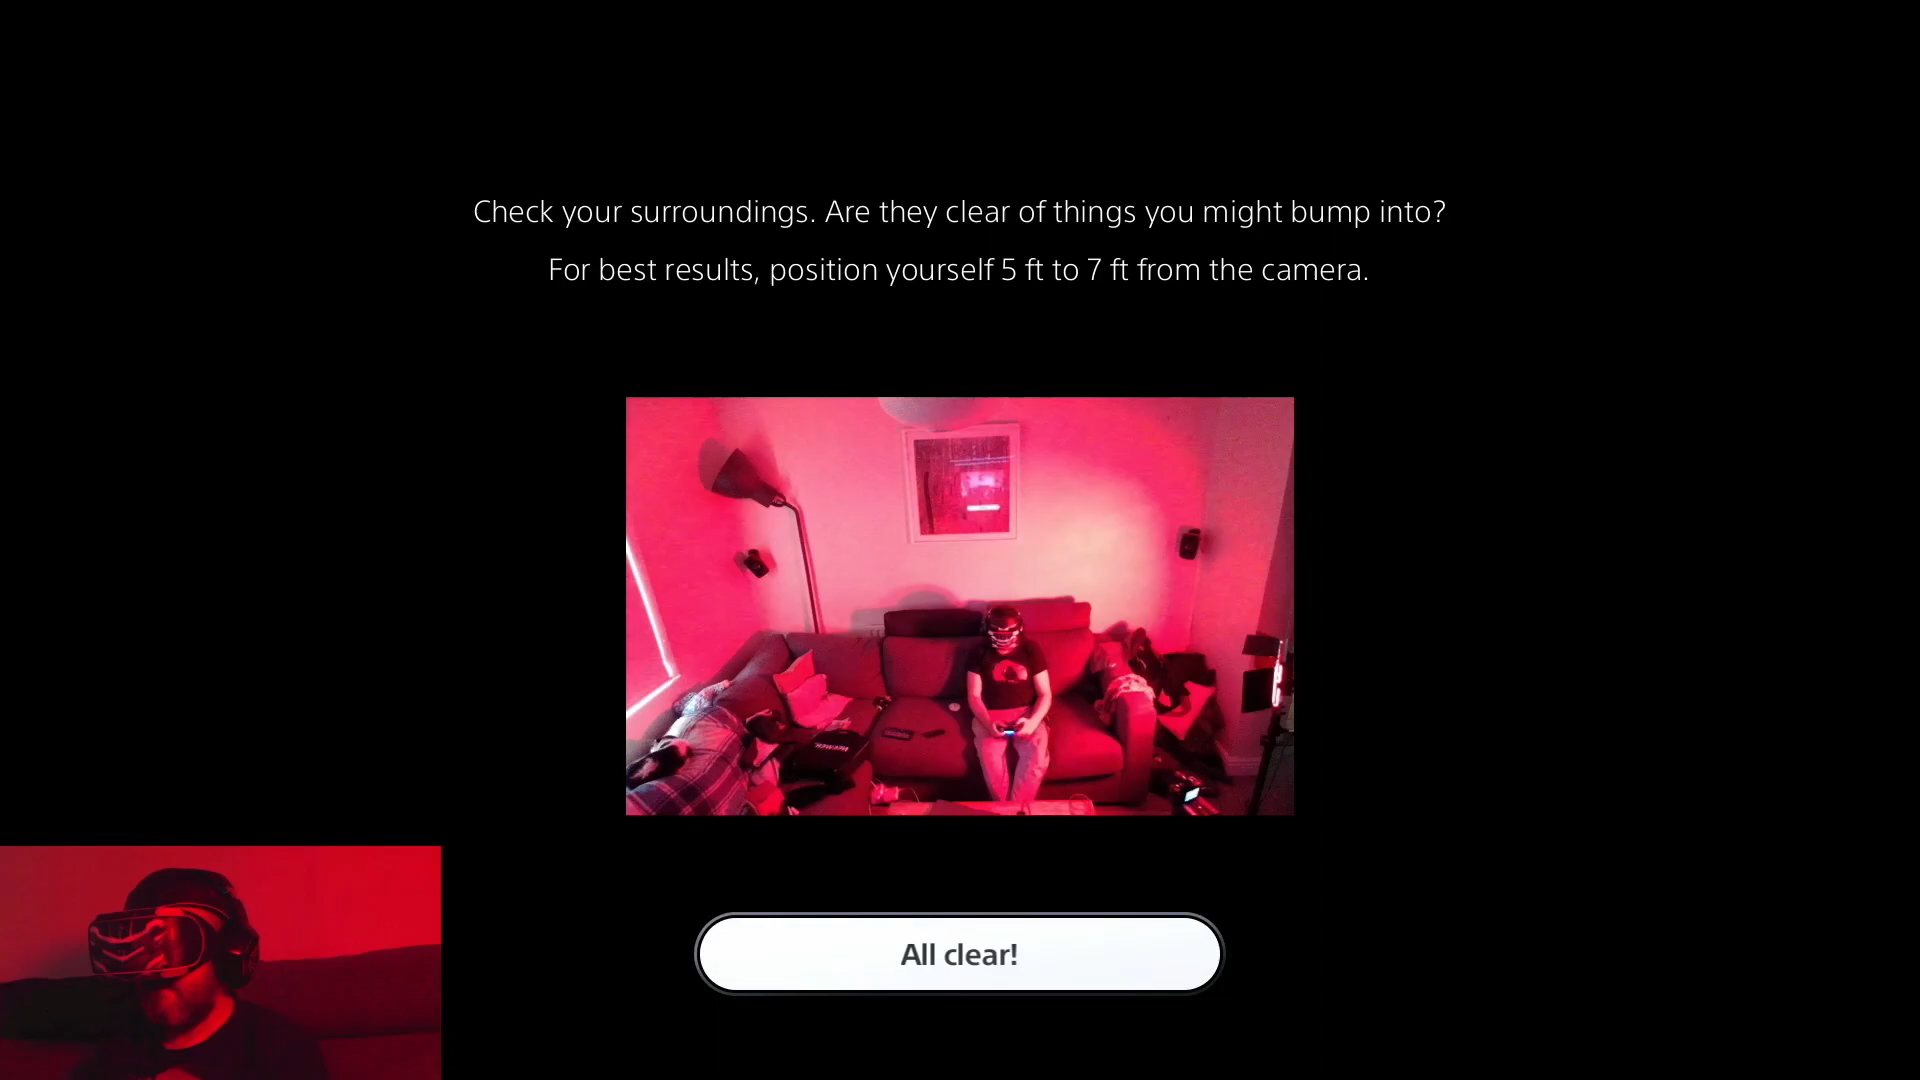 Check your surroundings. Are they clear of things you might bump into?
For best results, position yourself 5 ft to 7 ft from the camera.
All clear!